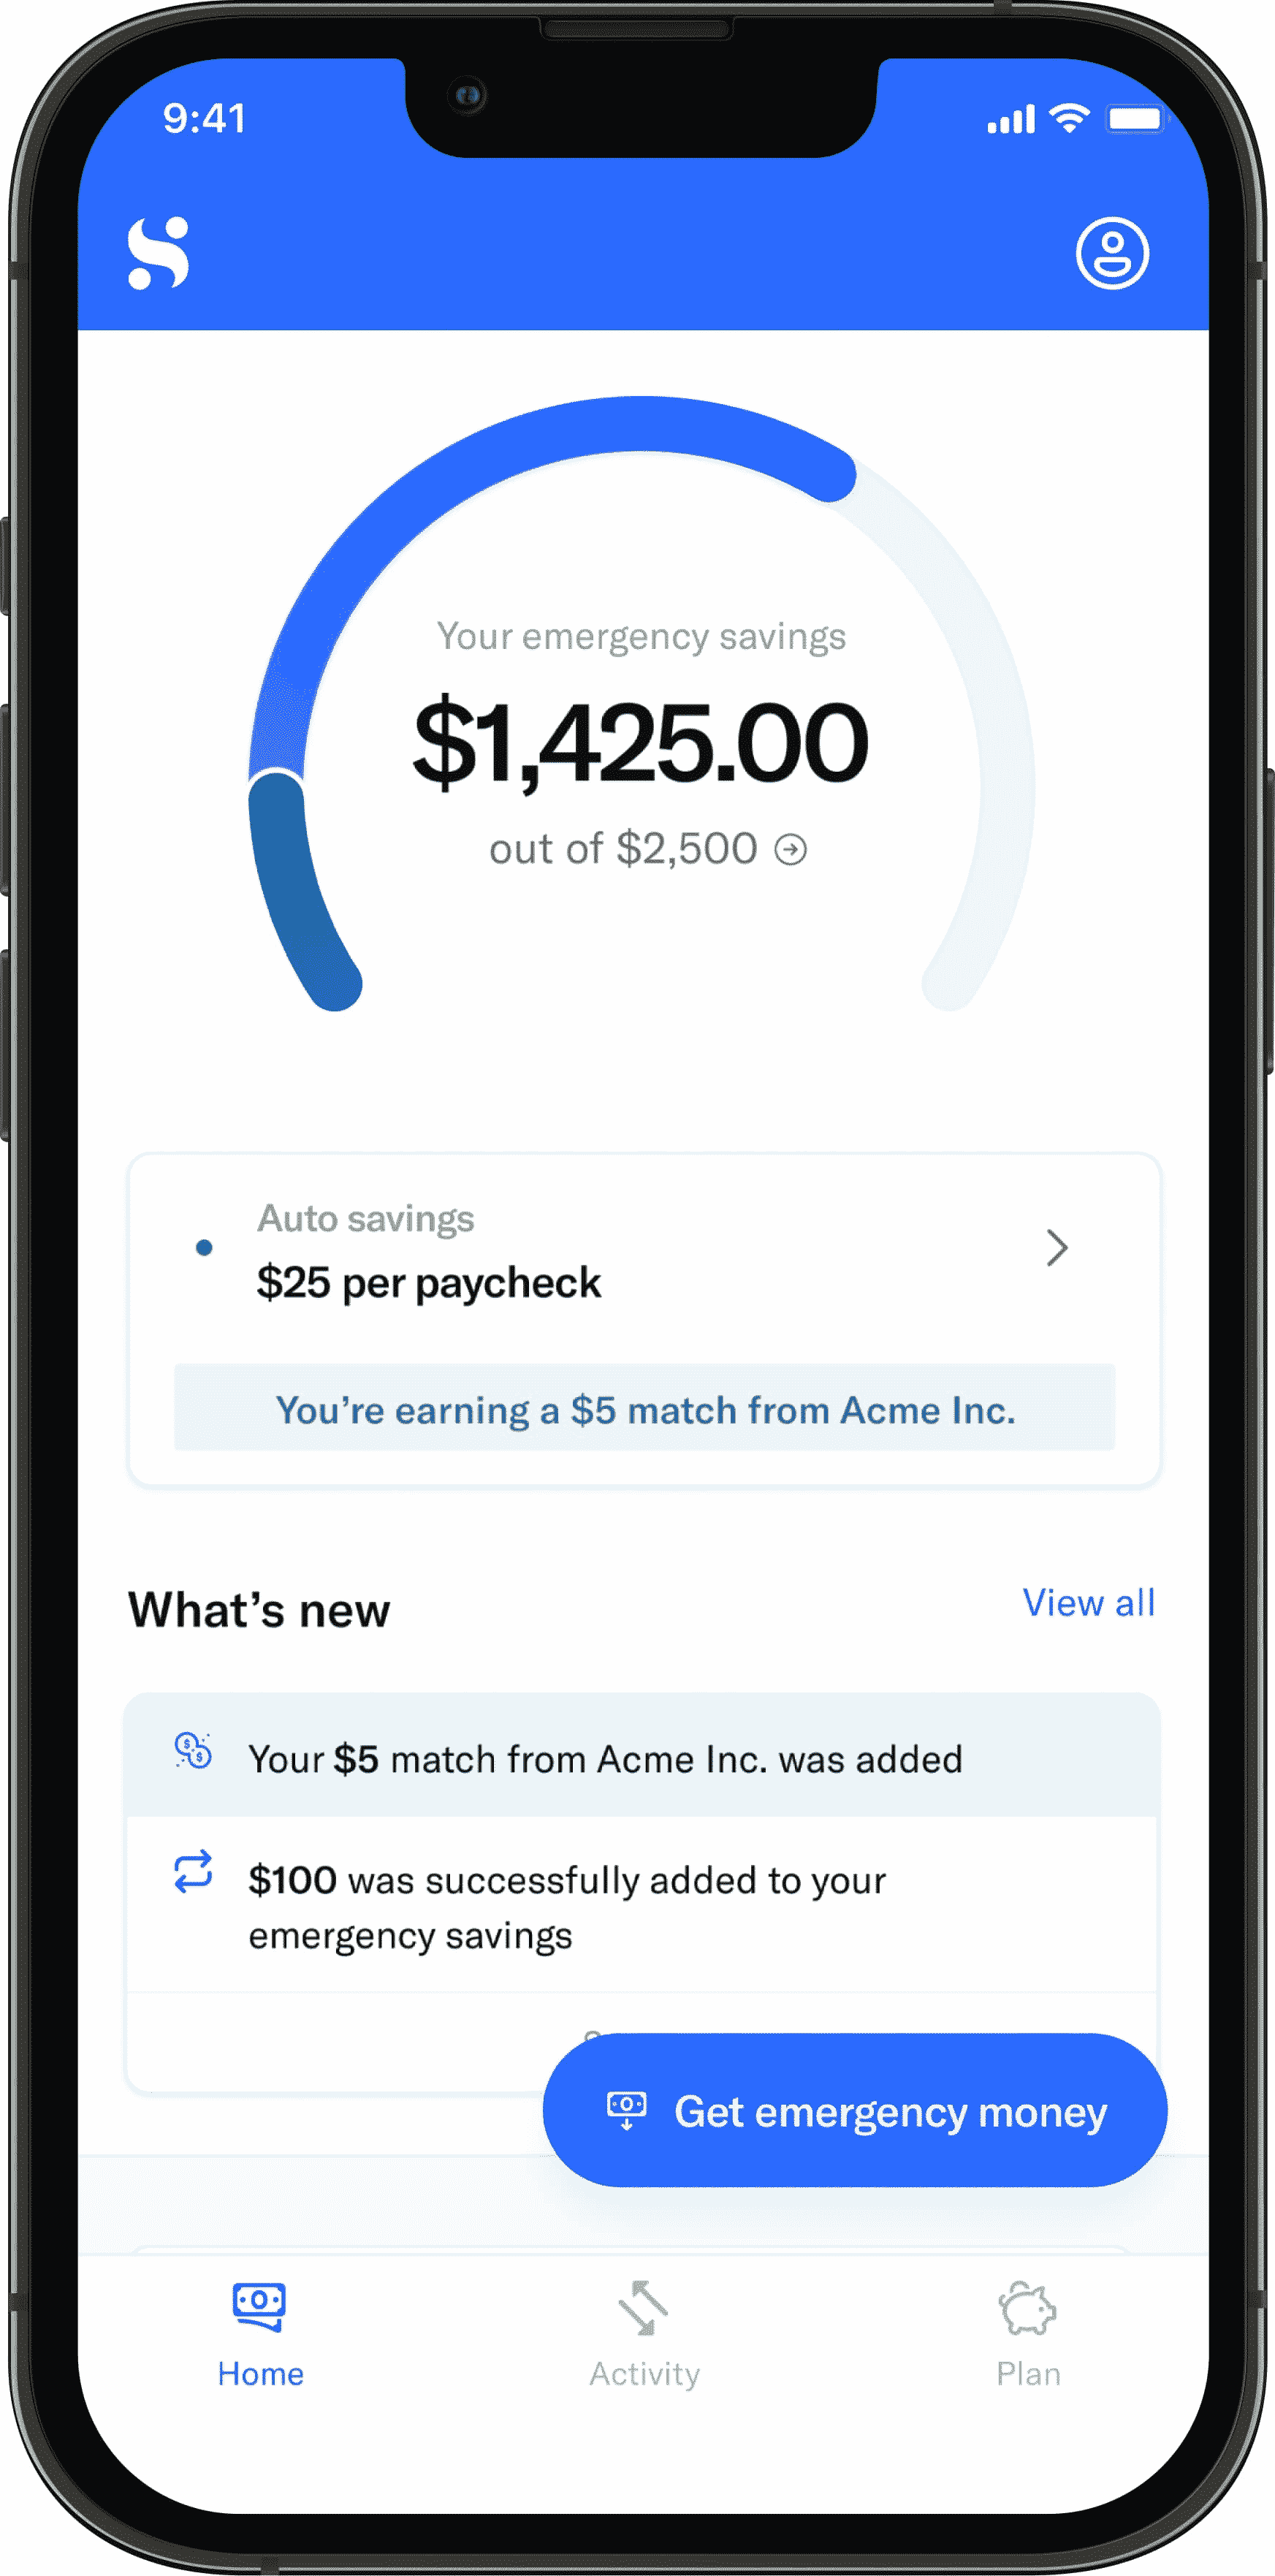 9:41
Your emergency savings
$1,425.00
out of $2,500
Auto savings
$25 per paycheck
You’re earning a $5 match from Acme Inc.
What’s new
View all
Your $5 match from Acme Inc. was added
$100 was successfully added to your
emergency savings
Get emergency money
Home
Activity
Plan